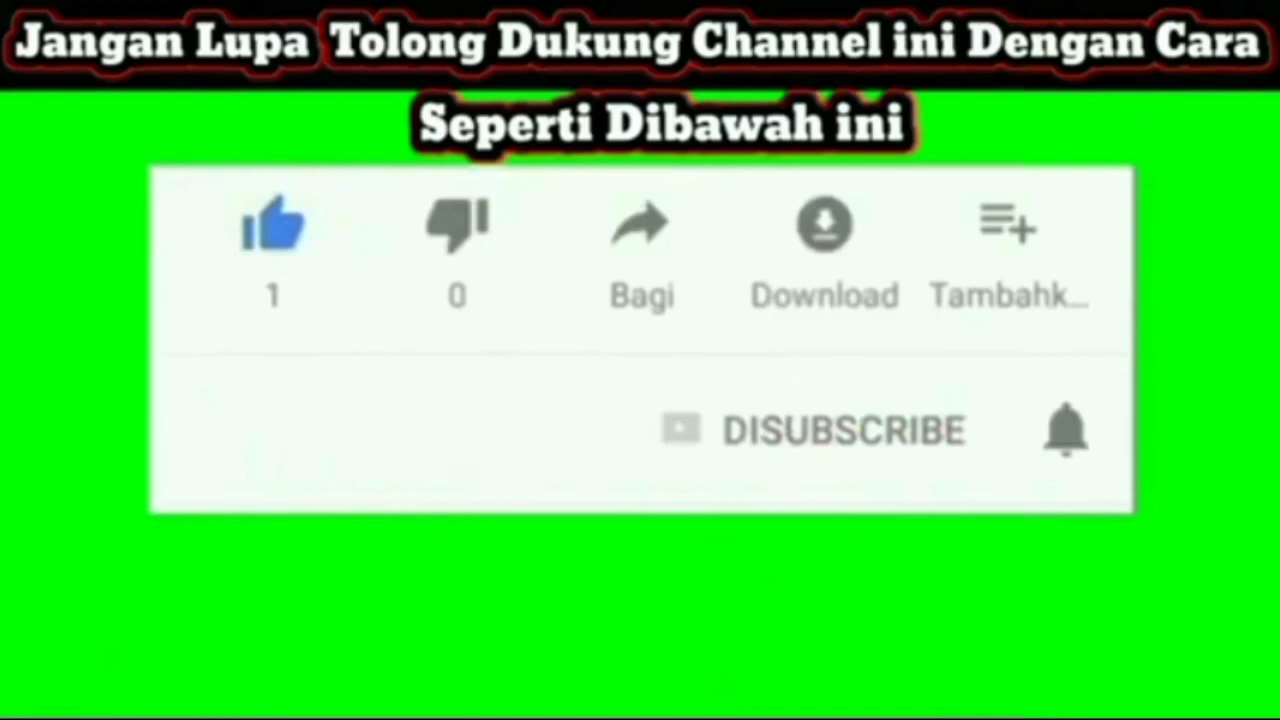 Jangan Lupa Tolong Dukung Channel ini Dengan Cara
Seperti Dibawah ini
1 0 Bagi Download Tambahk...
DISUBSCRIBE